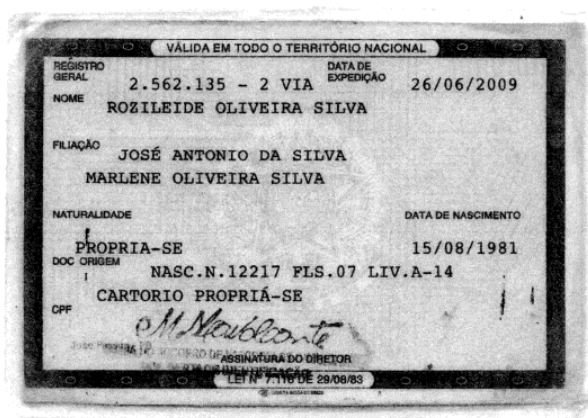 VÁLIDA EM TODO O TERRITÓRIO NACIONAL
REGISTRO GERAL 2.562.135 - 2 VIA DATA DE EXPEDIÇÃO 26/06/2009
NOME ROZILEIDE OLIVEIRA SILVA
FILIAÇÃO JOSÉ ANTONIO DA SILVA
MARLENE OLIVEIRA SILVA
NATURALIDADE DATA DE NASCIMENTO
PROPRIA-SE 15/08/1981
DOC ORIGEM NASC.N.12217 FLS.07 LIV.A-14
CARTORIO PROPRIÁ-SE
CPF
ASSINATURA DO DIRETOR
LEI Nº 7.116 DE 29/08/83